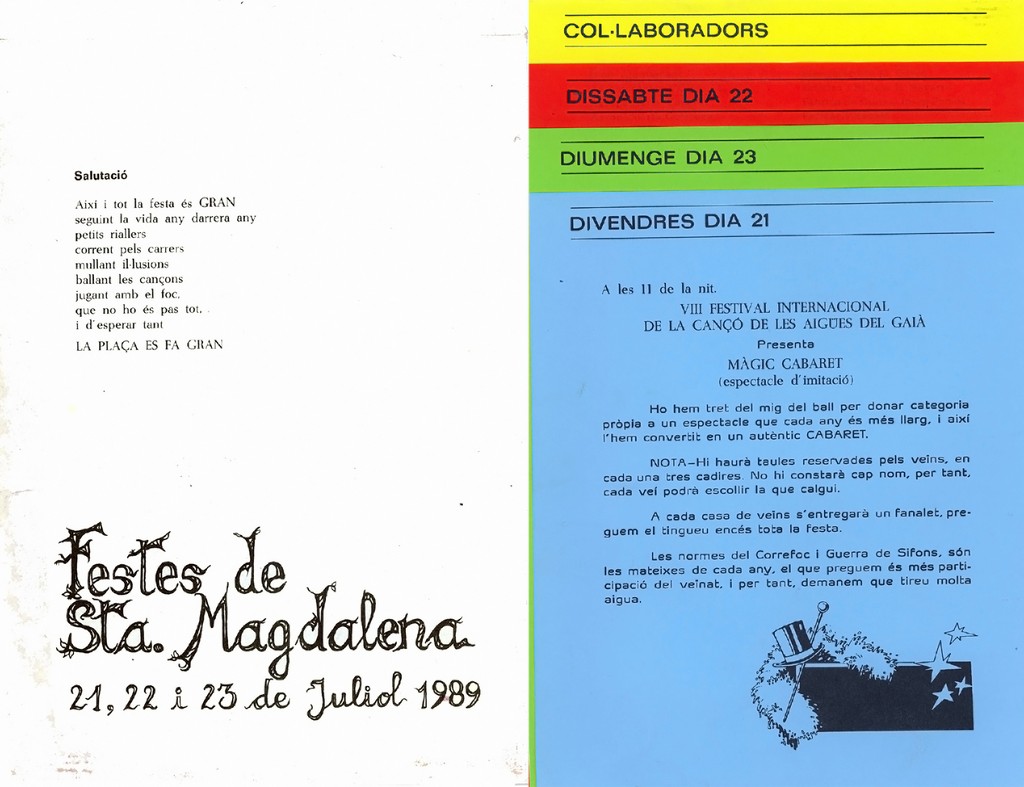 Salutació
Així i tot la festa és GRAN
seguint la vida any darrera any
petits riallers
corrent pels carrers
mullant il·lusions
ballant les cançons
jugant amb el foc,
que no ho és pas tot,
i d'esperar tant
LA PLAÇA ES FA GRAN
Festes de
Sta. Magdalena
21, 22 i 23 de Juliol 1989
COL·LABORADORS
DISSABTE DIA 22
DIUMENGE DIA 23
DIVENDRES DIA 21
A les 11 de la nit.
VIII FESTIVAL INTERNACIONAL
DE LA CANÇÓ DE LES AIGÜES DEL GAIÀ
Presenta
MÀGIC CABARET
(espectacle d'imitació)
Ho hem tret del mig del ball per donar categoria
pròpia a un espectacle que cada any és més llarg, i així
l'hem convertit en un autèntic CABARET.
NOTA—Hi haurà taules reservades pels veïns, en
cada una tres cadires. No hi constarà cap nom, per tant,
cada veí podrà escollir la que calgui.
A cada casa de veïns s'entregarà un fanalet, pre-
guem el tingueu encés tota la festa.
Les normes del Correfoc i Guerra de Sifons, són
les mateixes de cada any, el que preguem és més parti-
cipació del veïnat, i per tant, demanem que tireu molta
aigua.